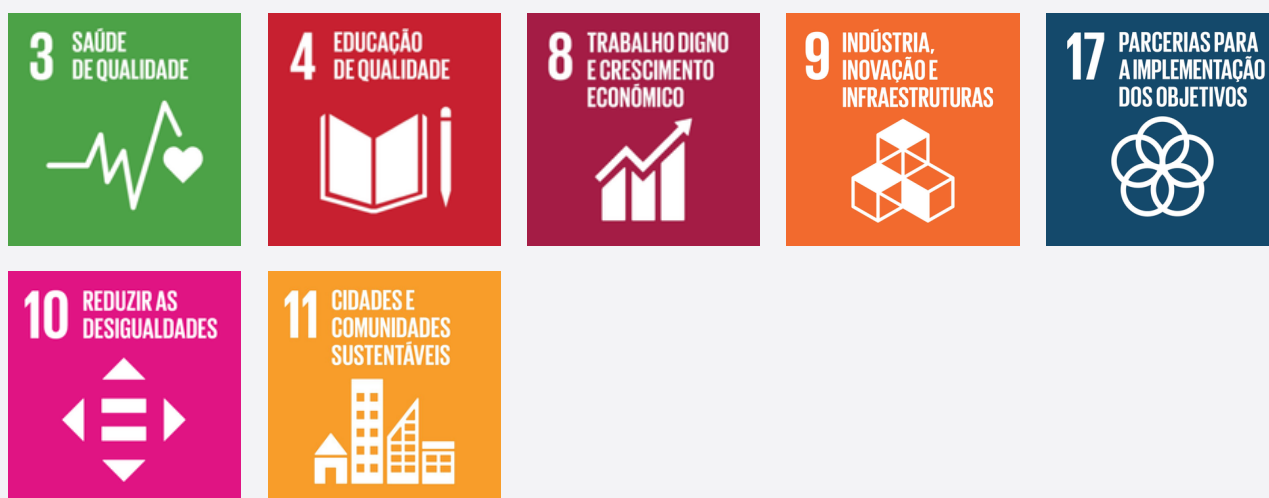 3 SAÚDE
DE QUALIDADE
4 EDUCAÇÃO
DE QUALIDADE
8 TRABALHO DIGNO
E CRESCIMENTO
ECONÓMICO
9 INDÚSTRIA,
INOVAÇÃO E
INFRAESTRUTURAS
17 PARCERIAS PARA
A IMPLEMENTAÇÃO
DOS OBJETIVOS
10 REDUZIR AS
DESIGUALDADES
11 CIDADES E
COMUNIDADES
SUSTENTÁVEIS